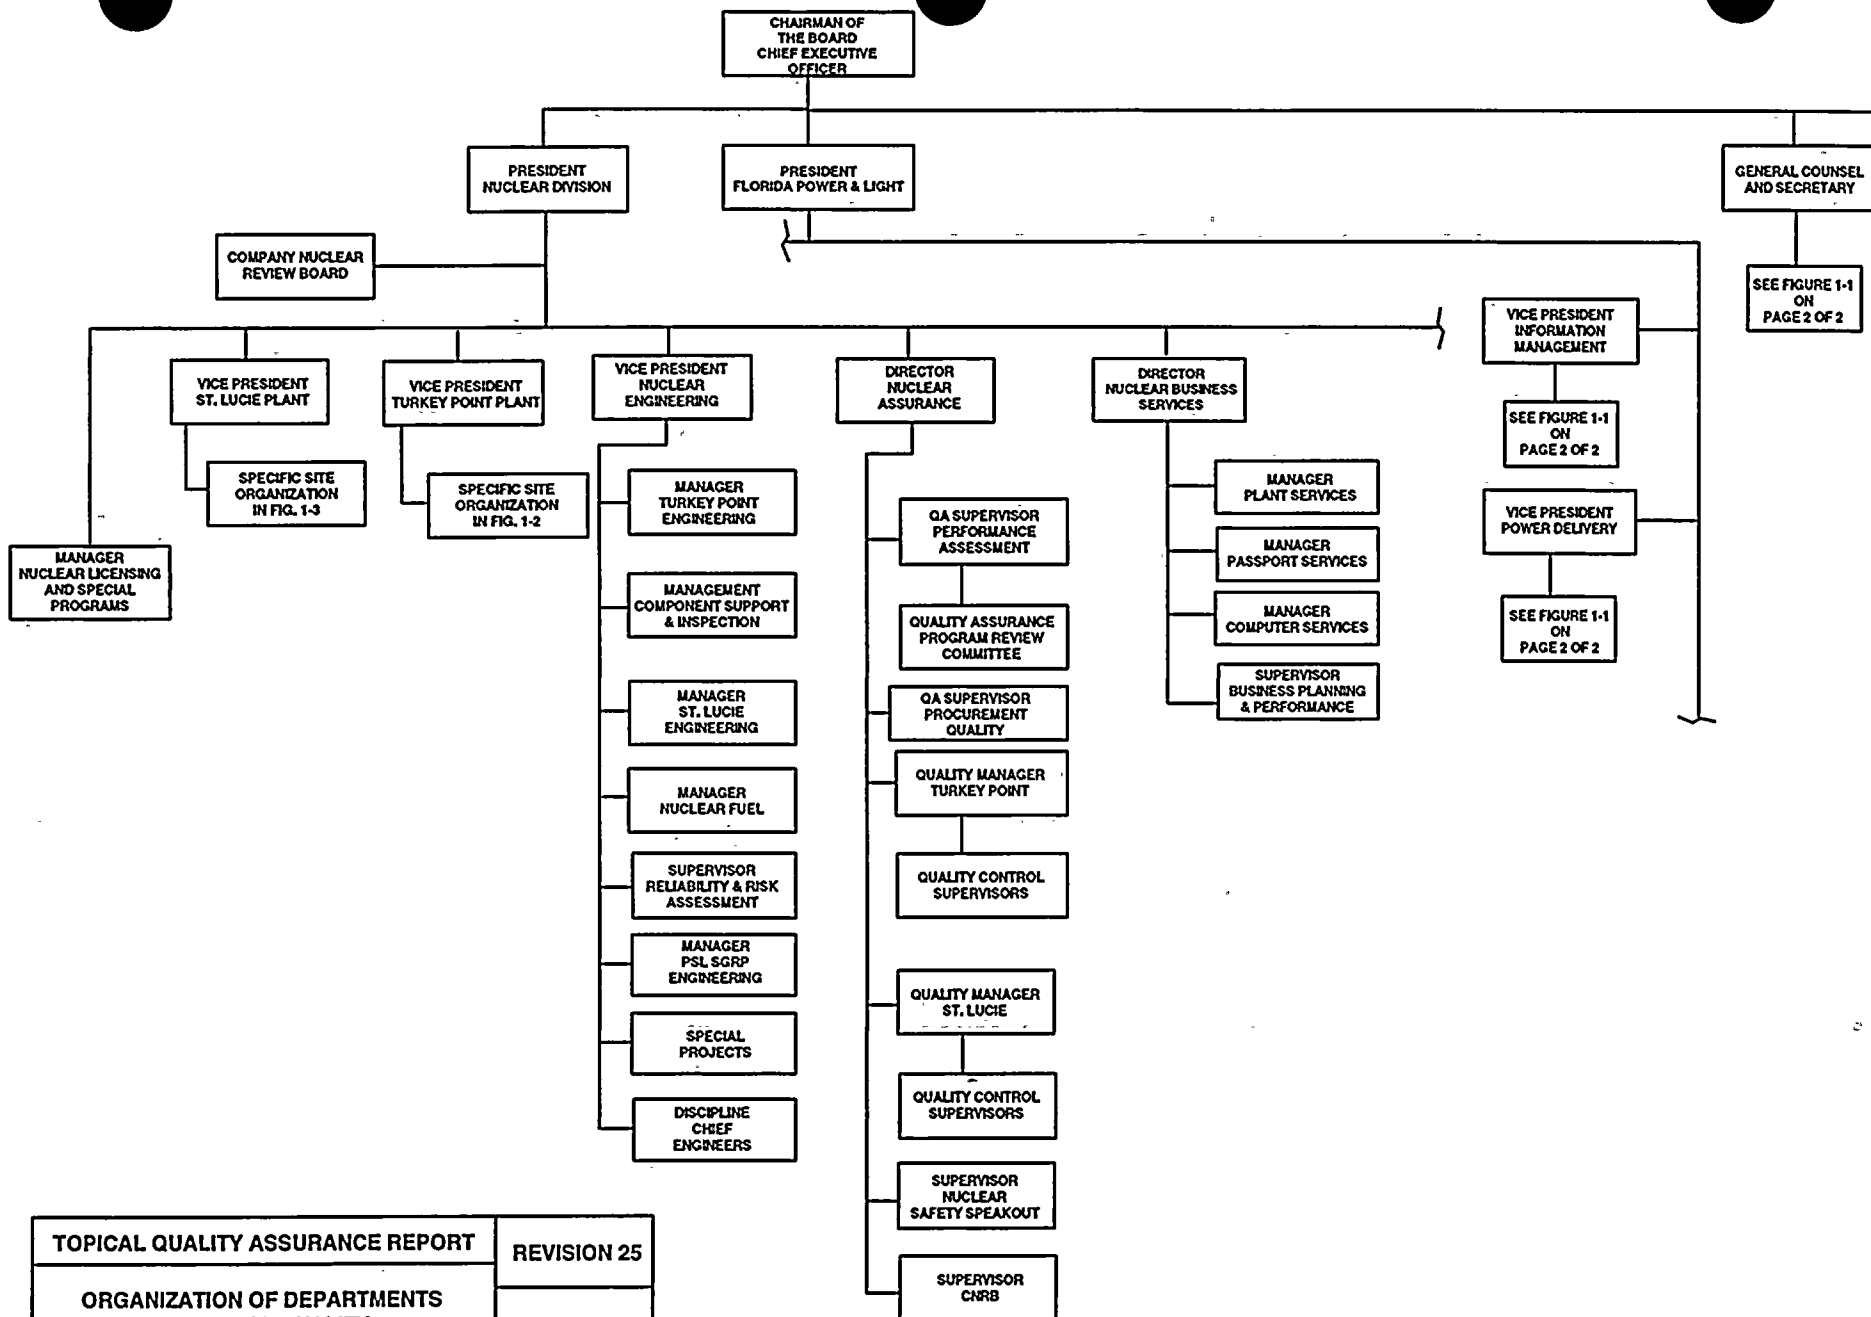 CHAIRMAN OF
THE BOARD
CHIEF EXECUTIVE
OFFICER
PRESIDENT
NUCLEAR DIVISION
PRESIDENT
FLORIDA POWER & LIGHT
GENERAL COUNSEL
AND SECRETARY
COMPANY NUCLEAR
REVIEW BOARD
SEE FIGURE 1-1
ON
PAGE 2 OF 2
VICE PRESIDENT
INFORMATION
MANAGEMENT
SEE FIGURE 1-1
ON
PAGE 2 OF 2
VICE PRESIDENT
POWER DELIVERY
SEE FIGURE 1-1
ON
PAGE 2 OF 2
MANAGER
NUCLEAR LICENSING
AND SPECIAL
PROGRAMS
VICE PRESIDENT
ST. LUCIE PLANT
SPECIFIC SITE
ORGANIZATION
IN FIG. 1-3
VICE PRESIDENT
TURKEY POINT PLANT
SPECIFIC SITE
ORGANIZATION
IN FIG. 1-2
VICE PRESIDENT
NUCLEAR
ENGINEERING
MANAGER
TURKEY POINT
ENGINEERING
MANAGEMENT
COMPONENT SUPPORT
& INSPECTION
MANAGER
ST. LUCIE
ENGINEERING
MANAGER
NUCLEAR FUEL
SUPERVISOR
RELIABILITY & RISK
ASSESSMENT
MANAGER
PSL SGRP
ENGINEERING
SPECIAL
PROJECTS
DISCIPLINE
CHIEF
ENGINEERS
DIRECTOR
NUCLEAR
ASSURANCE
QA SUPERVISOR
PERFORMANCE
ASSESSMENT
QUALITY ASSURANCE
PROGRAM REVIEW
COMMITTEE
QA SUPERVISOR
PROCUREMENT
QUALITY
QUALITY MANAGER
TURKEY POINT
QUALITY CONTROL
SUPERVISORS
QUALITY MANAGER
ST. LUCIE
QUALITY CONTROL
SUPERVISORS
SUPERVISOR
NUCLEAR
SAFETY SPEAKOUT
SUPERVISOR
CNRB
DIRECTOR
NUCLEAR BUSINESS
SERVICES
MANAGER
PLANT SERVICES
MANAGER
PASSPORT SERVICES
MANAGER
COMPUTER SERVICES
SUPERVISOR
BUSINESS PLANNING
& PERFORMANCE
TOPICAL QUALITY ASSURANCE REPORT
REVISION 25
ORGANIZATION OF DEPARTMENTS